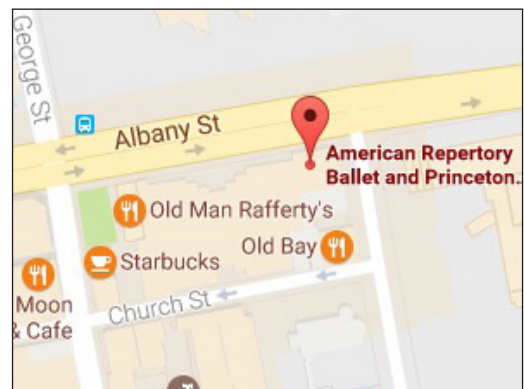 George St
Albany St
American Repertory
Ballet and Princeton..
Old Man Rafferty's
Old Bay
Starbucks
Moon
& Cafe
Church St